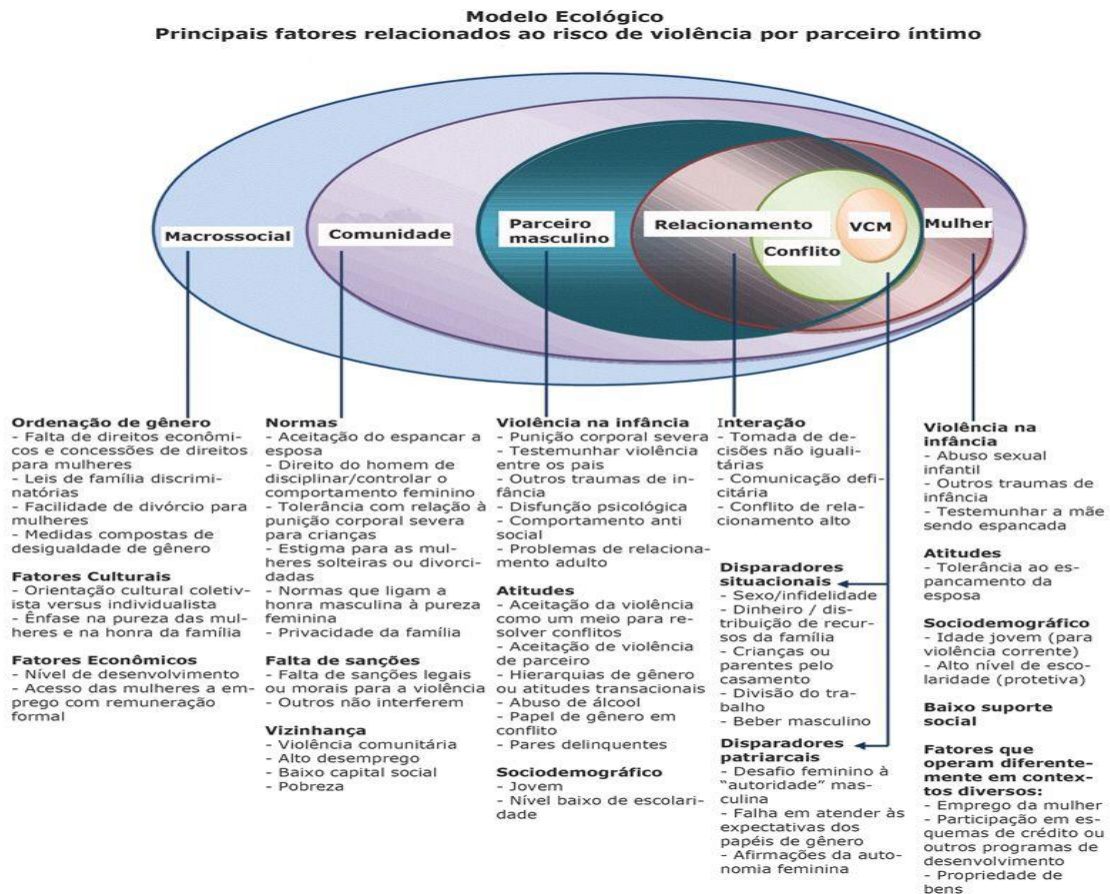 Modelo Ecológico
Principais fatores relacionados ao risco de violência por parceiro íntimo
Macrossocial
Comunidade
Parceiro
masculino
Relacionamento
Conflito
VCM
Mulher
Ordenação de gênero
- Falta de direitos econômi-
cos e concessões de direitos
para mulheres
- Leis de família discrimi-
natórias
- Facilidade de divórcio para
mulheres
- Medidas compostas de
desigualdade de gênero
Fatores Culturais
- Orientação cultural coletiv-
ista versus individualista
- Ênfase na pureza das mul-
heres e na honra da família
Fatores Econômicos
- Nível de desenvolvimento
- Acesso das mulheres a em-
prego com remuneração
formal
Normas
- Aceitação do espancar a
esposa
- Direito do homem de
disciplinar/controlar o
comportamento feminino
- Tolerância com relação à
punição corporal severa
para crianças
- Estigma para as mul-
heres solteiras ou divorci-
dadas
- Normas que ligam a
honra masculina à pureza
feminina
- Privacidade da família
Falta de sanções
- Falta de sanções legais
ou morais para a violência
- Outros não interferem
Vizinhança
- Violência comunitária
- Alto desemprego
- Baixo capital social
- Pobreza
Violência na infância
- Punição corporal severa
- Testemunhar violência
entre os pais
- Outros traumas de in-
fância
- Disfunção psicológica
- Comportamento anti
social
- Problemas de relaciona-
mento adulto
Atitudes
- Aceitação da violência
como um meio para re-
solver conflitos
- Aceitação de violência
de parceiro
- Hierarquias de gênero
ou atitudes transacionais
- Abuso de álcool
- Papel de gênero em
conflito
- Pares delinquentes
Sociodemográfico
- Jovem
- Nível baixo de escolari-
dade
Interação
- Tomada de de-
cisões não iguali-
tárias
- Comunicação defi-
citária
- Conflito de rela-
cionamento alto
Disparadores
situacionais
- Sexo/infidelidade
- Dinheiro / dis-
tribuição de recur-
sos da família
- Crianças ou
parentes pelo
casamento
- Divisão do tra-
balho
- Beber masculino
Disparadores
patriarcais
- Desafio feminino à
"autoridade" mas-
culina
- Falha em atender às
expectativas dos
papéis de gênero
- Afirmações da auto-
nomia feminina
Violência na
infância
- Abuso sexual
infantil
- Outros traumas de
infância
- Testemunhar a mãe
sendo espancada
Atitudes
- Tolerância ao es-
pancamento da
esposa
Sociodemográfico
- Idade jovem (para
violência corrente)
- Alto nível de esco-
laridade (protetiva)
Baixo suporte
social
Fatores que
operam diferente-
mente em contex-
tos diversos:
- Emprego da mulher
- Participação em es-
quemas de crédito ou
outros programas de
desenvolvimento
- Propriedade de
bens